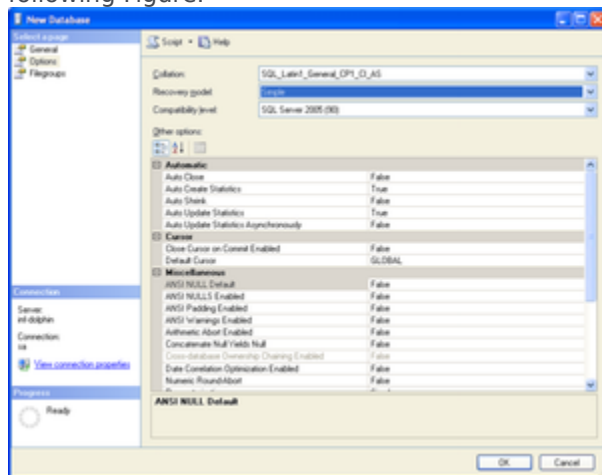 following Figure:
New Database
Select a page
General
Options
Filegroups
Script
Help
Collation:
SQL_Latin1_General_CP1_CI_AS
Recovery model:
Simple
Compatibility level:
SQL Server 2005 (90)
Other options:
Automatic
Auto Close False
Auto Create Statistics True
Auto Shrink False
Auto Update Statistics True
Auto Update Statistics Asynchronously False
Cursor
Close Cursor on Commit Enabled False
Default Cursor GLOBAL
Miscellaneous
ANSI NULL Default False
ANSI NULLS Enabled False
ANSI Padding Enabled False
ANSI Warnings Enabled False
Arithmetic Abort Enabled False
Concatenate Null Yields Null False
Cross-database Ownership Chaining Enabled False
Date Correlation Optimization Enabled False
Numeric Round-Abort False
ANSI NULL Default
Connection
Server:
inf-dolphin
Connection:
sa
View connection properties
Progress
Ready
OK
Cancel